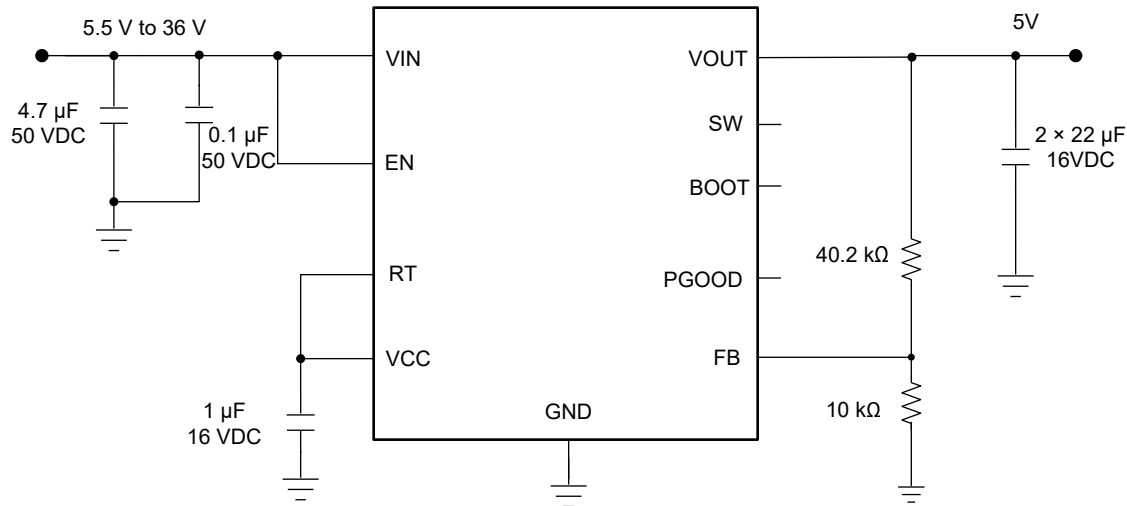 5.5 V to 36 V
5V
VIN
VOUT
4.7 µF
50 VDC
0.1 µF
50 VDC
SW
2 × 22 µF
16VDC
EN
BOOT
40.2 kΩ
RT
PGOOD
VCC
FB
1 µF
16 VDC
GND
10 kΩ